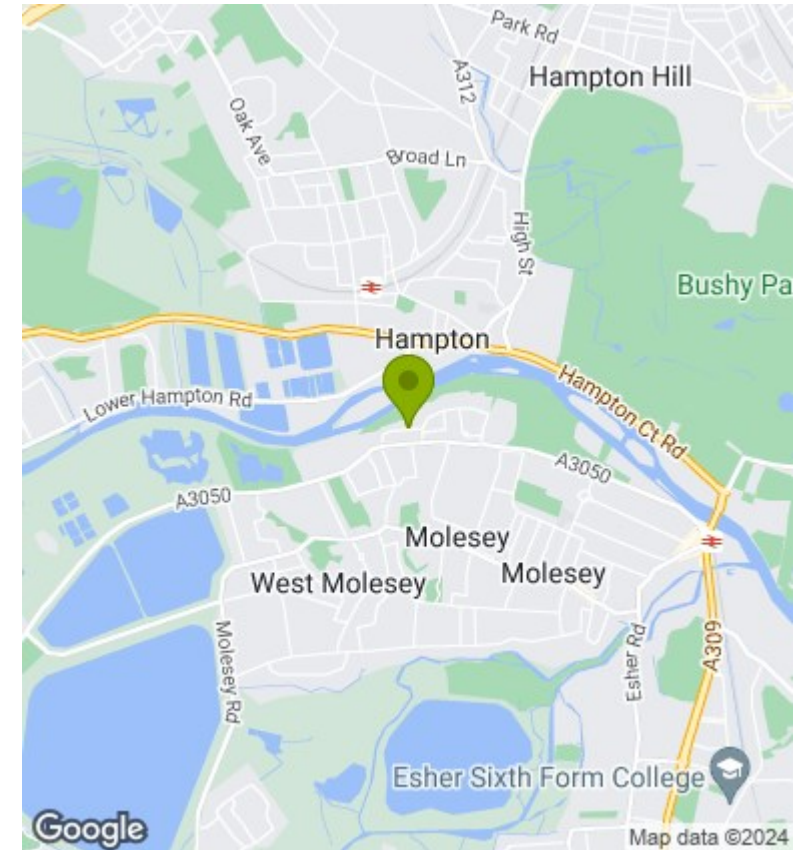 Park Rd
Hampton Hill
A312
Oak Ave
Broad Ln
High St
Bushy Pa
Hampton
Lower Hampton Rd
Hampton Ct Rd
A3050
A3050
Molesey
Molesey
West Molesey
Molesey Rd
Esher Rd
A309
Esher Sixth Form College
Google
Map data ©2024